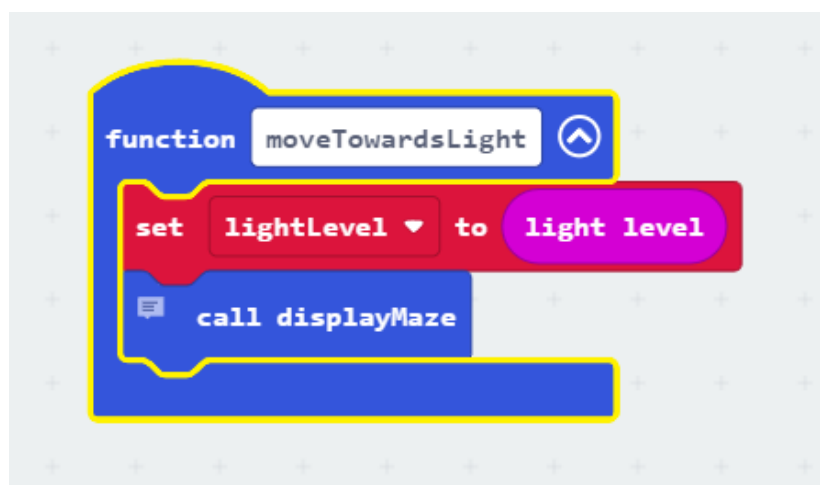 function moveTowardsLight
set lightLevel to light level
call displayMaze